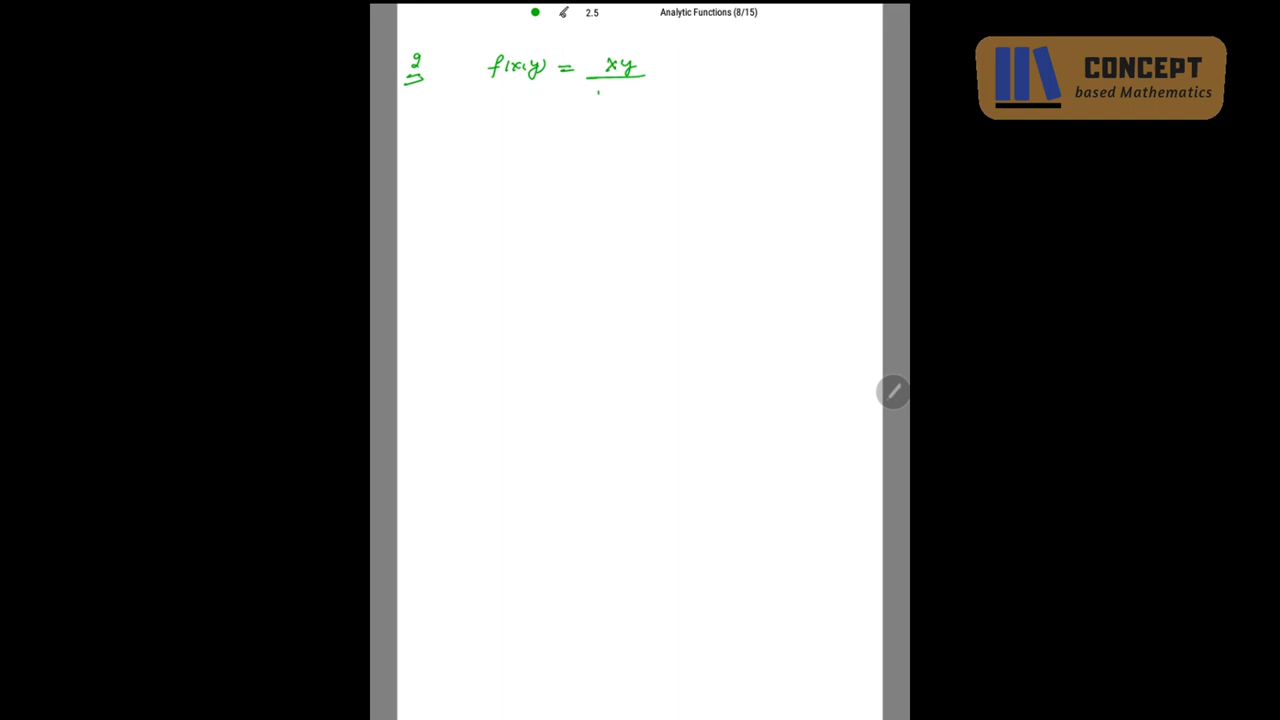 2.5 Analytic Functions (8/15)
CONCEPT
based Mathematics
2 f(x,y) = xy